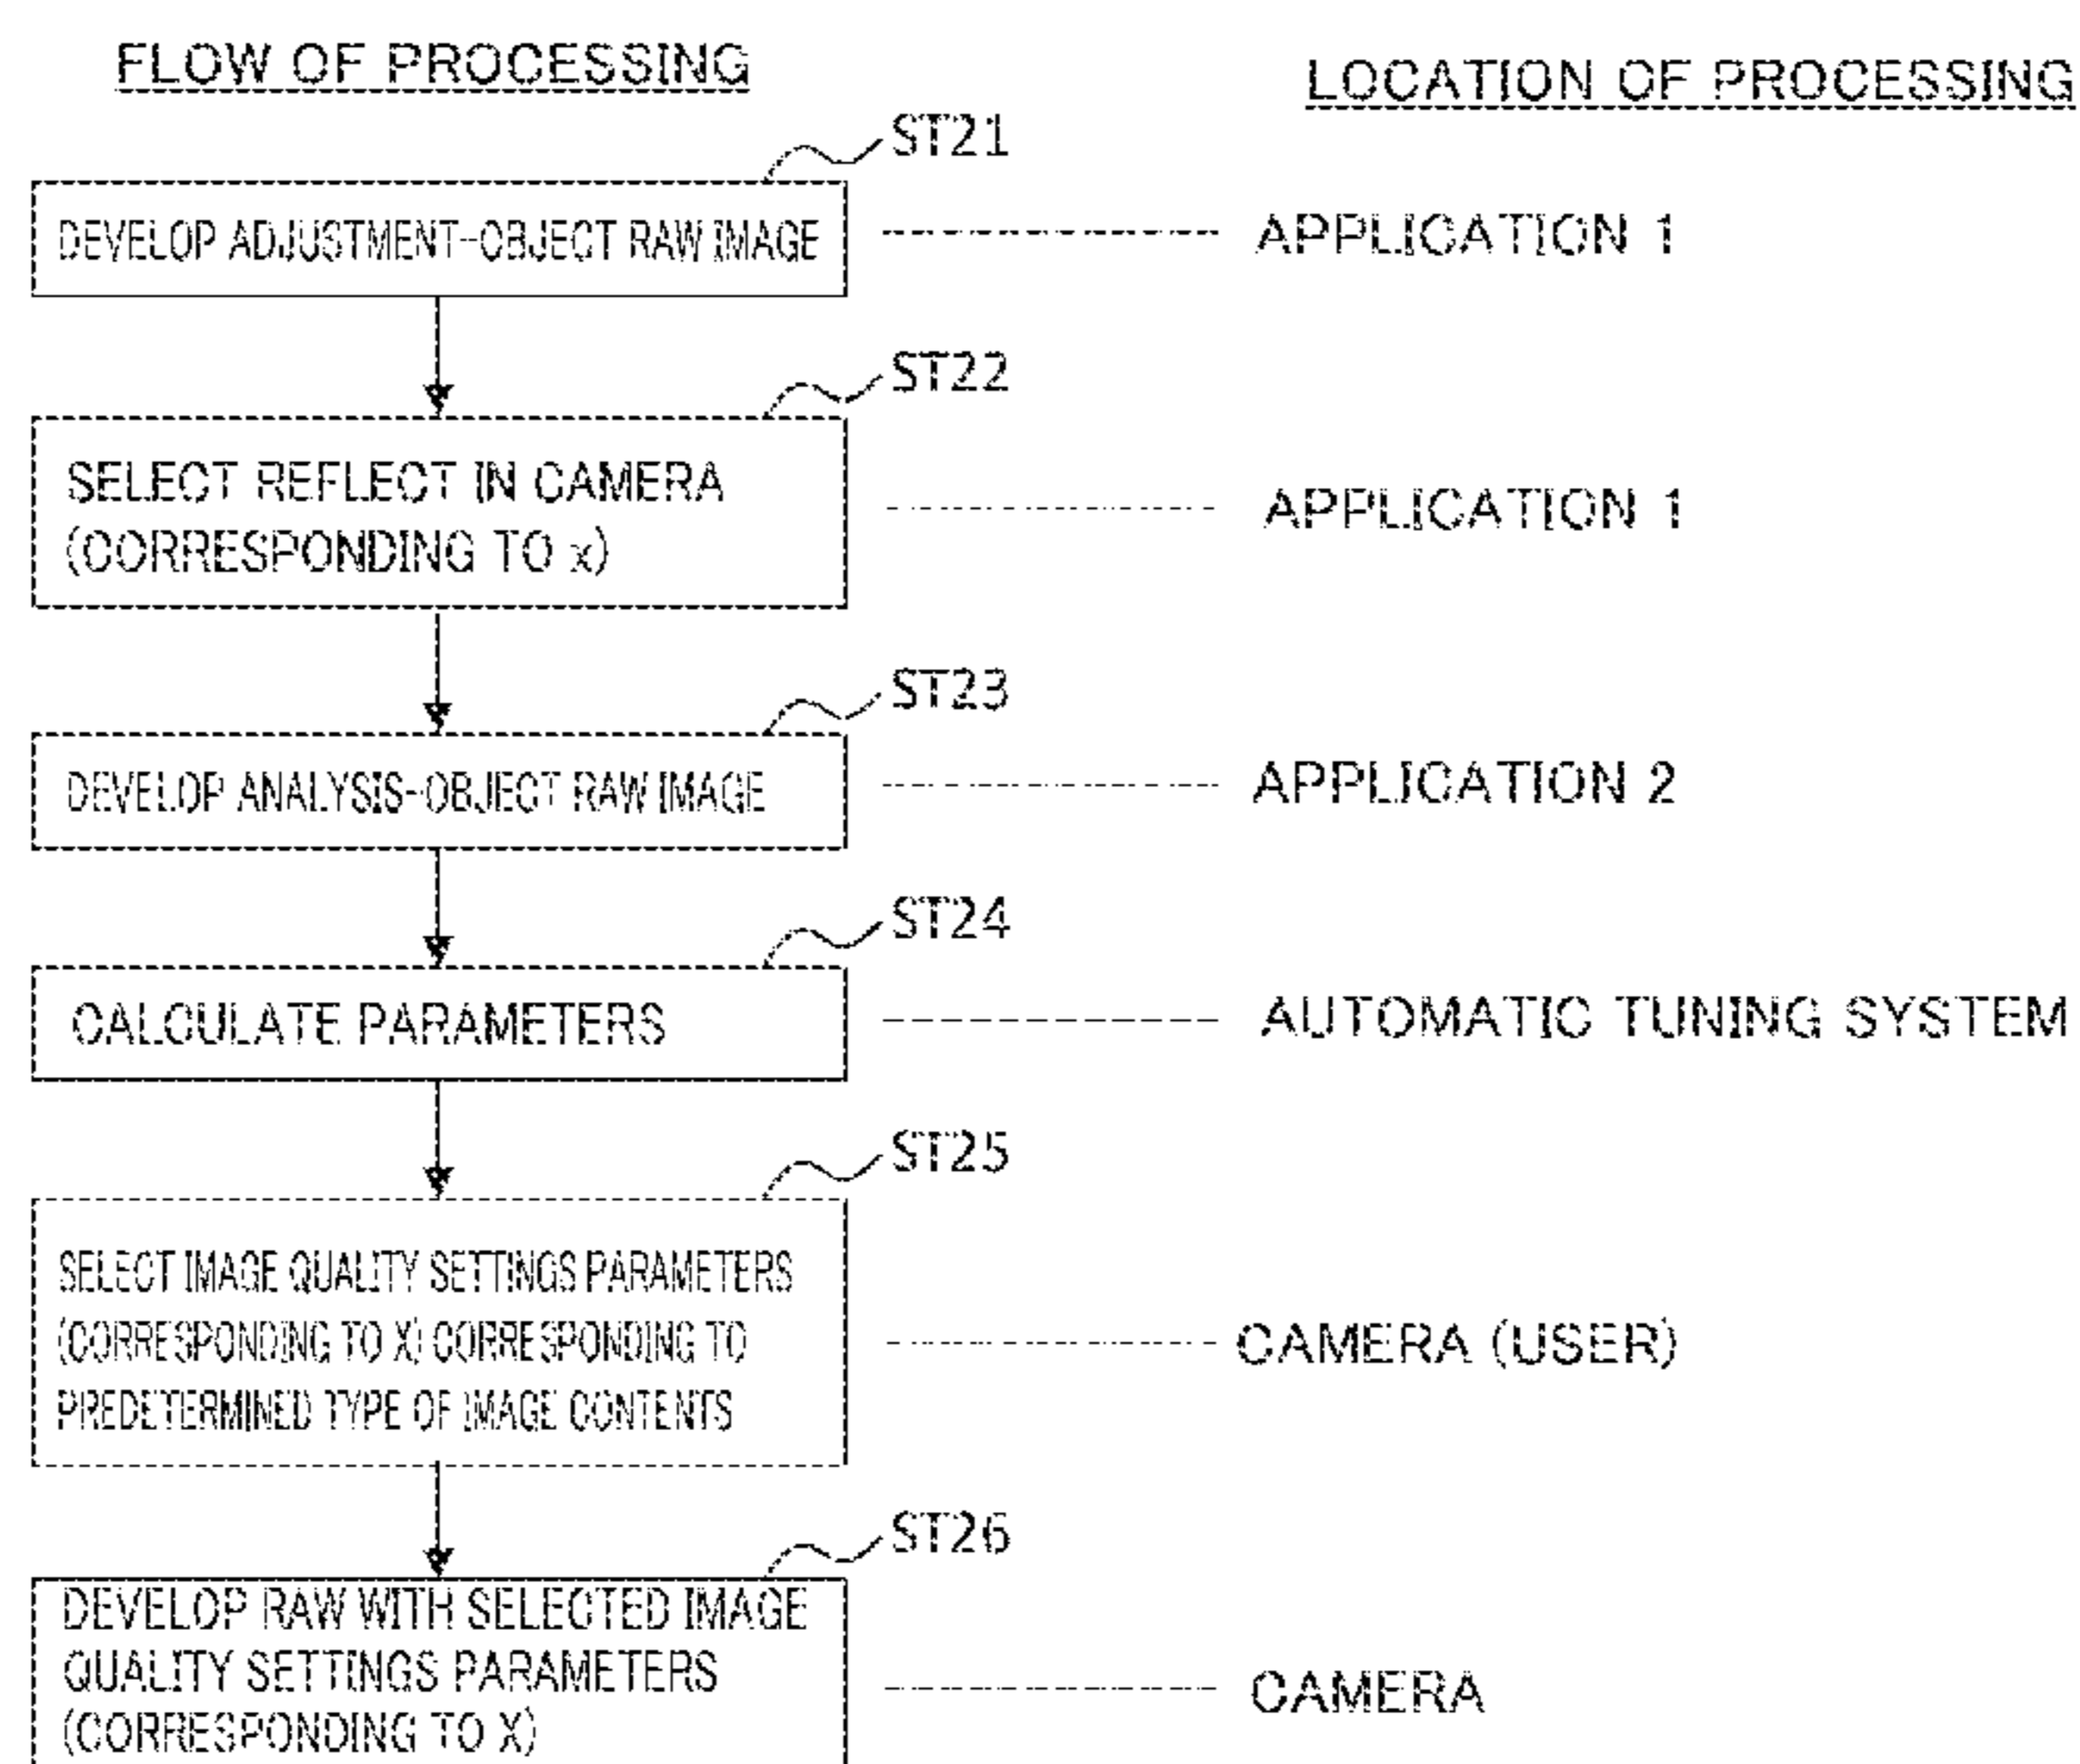 FLOW OF PROCESSING
LOCATION OF PROCESSING
ST21
DEVELOP ADJUSTMENT-OBJECT RAW IMAGE
APPLICATION 1
ST22
SELECT REFLECT IN CAMERA
(CORRESPONDING TO x)
APPLICATION 1
ST23
DEVELOP ANALYSIS-OBJECT RAW IMAGE
APPLICATION 2
ST24
CALCULATE PARAMETERS
AUTOMATIC TUNING SYSTEM
ST25
SELECT IMAGE QUALITY SETTINGS PARAMETERS
(CORRESPONDING TO X) CORRESPONDING TO
PREDETERMINED TYPE OF IMAGE CONTENTS
CAMERA (USER)
ST26
DEVELOP RAW WITH SELECTED IMAGE
QUALITY SETTINGS PARAMETERS
(CORRESPONDING TO X)
CAMERA